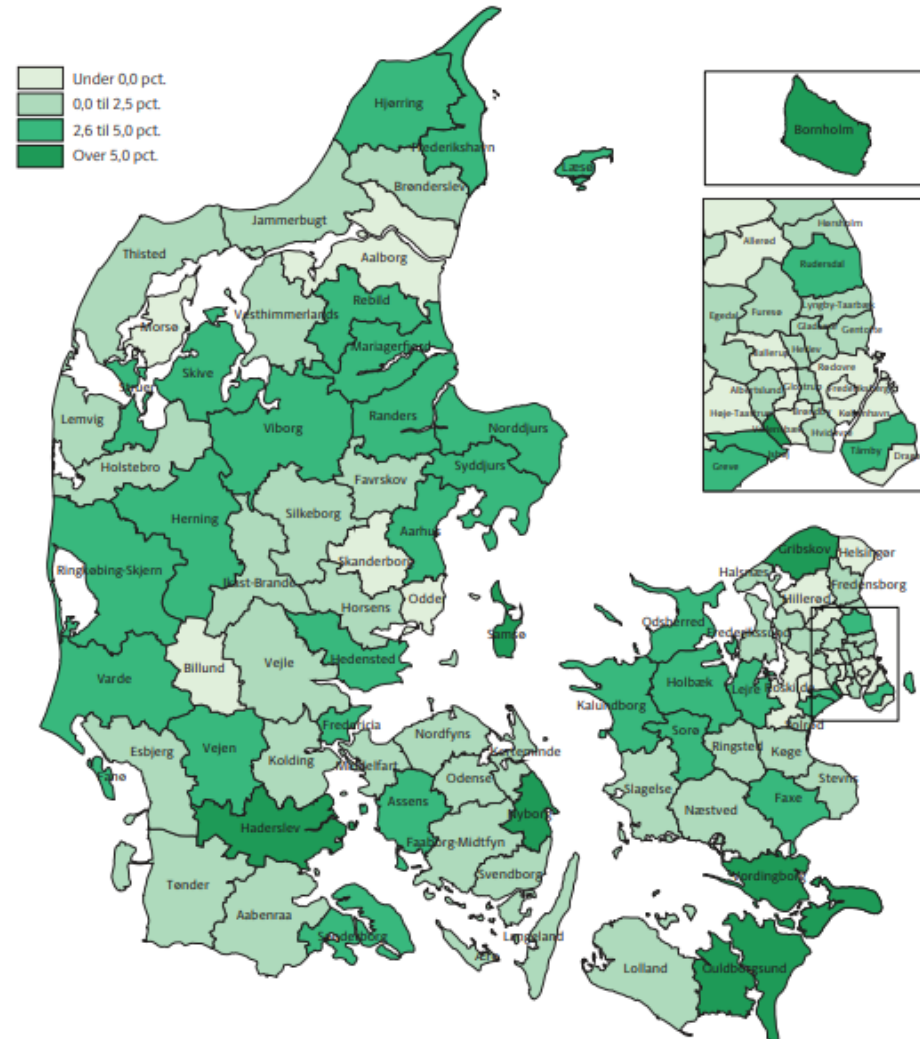 Under 0,0 pct.
0,0 til 2,5 pct.
2,6 til 5,0 pct.
Over 5,0 pct.
Hjørring
Frederikshavn
Læsø
Brønderslev
Jammerbugt
Thisted
Aalborg
Rebild
Vesthimmerlands
Morsø
Mariagerfjord
Skive
Struer
Lemvig
Randers
Viborg
Norddjurs
Holstebro
Syddjurs
Favrskov
Silkeborg
Herning
Aarhus
Skanderborg
Ringkøbing-Skjern
Ikast-Brande
Odder
Horsens
Samsø
Hedensted
Billund
Vejle
Varde
Fredericia
Vejen
Esbjerg
Kolding
Fanø
Middelfart
Nordfyns
Kerteminde
Odense
Assens
Nyborg
Haderslev
Faaborg-Midtfyn
Svendborg
Tønder
Aabenraa
Sønderborg
Langeland
Ærø
Bornholm
Hørsholm
Allerød
Rudersdal
Lyngby-Taarbæk
Egedal
Furesø
Gladsaxe
Gentofte
Ballerup
Herlev
Rødovre
Albertslund
Glostrup
Frederiksberg
Høje-Taastrup
Brøndby
København
Vallensbæk
Hvidovre
Ishøj
Tårnby
Greve
Gribskov
Helsingør
Halsnæs
Hillerød
Fredensborg
Odsherred
Frederikssund
Holbæk
Lejre
Roskilde
Kalundborg
Solrød
Sorø
Ringsted
Køge
Stevns
Slagelse
Næstved
Faxe
Vordingborg
Lolland
Guldborgsund